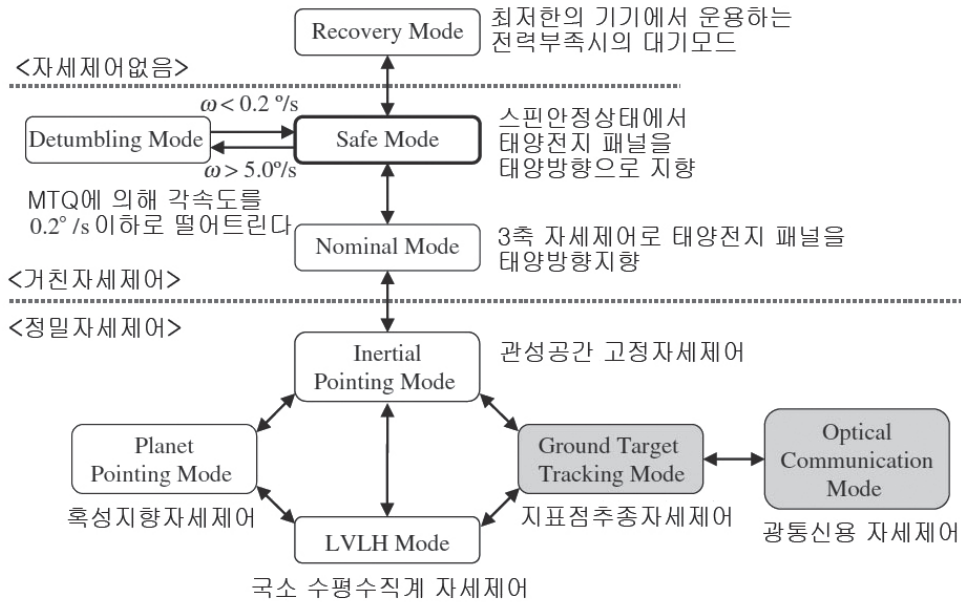 Recovery Mode
최저한의 기기에서 운용하는
전력부족시의 대기모드
<자세제어없음>
ω < 0.2 °/s
Detumbling Mode
Safe Mode
스핀안정상태에서
태양전지 패널을
태양방향으로 지향
ω > 5.0°/s
MTQ에 의해 각속도를
0.2° /s 이하로 떨어트린다
Nominal Mode
3축 자세제어로 태양전지 패널을
태양방향지향
<거친자세제어>
<정밀자세제어>
Inertial
Pointing Mode
관성공간 고정자세제어
Planet
Pointing Mode
혹성지향자세제어
Ground Target
Tracking Mode
지표점추종자세제어
Optical
Communication
Mode
광통신용 자세제어
LVLH Mode
국소 수평수직계 자세제어